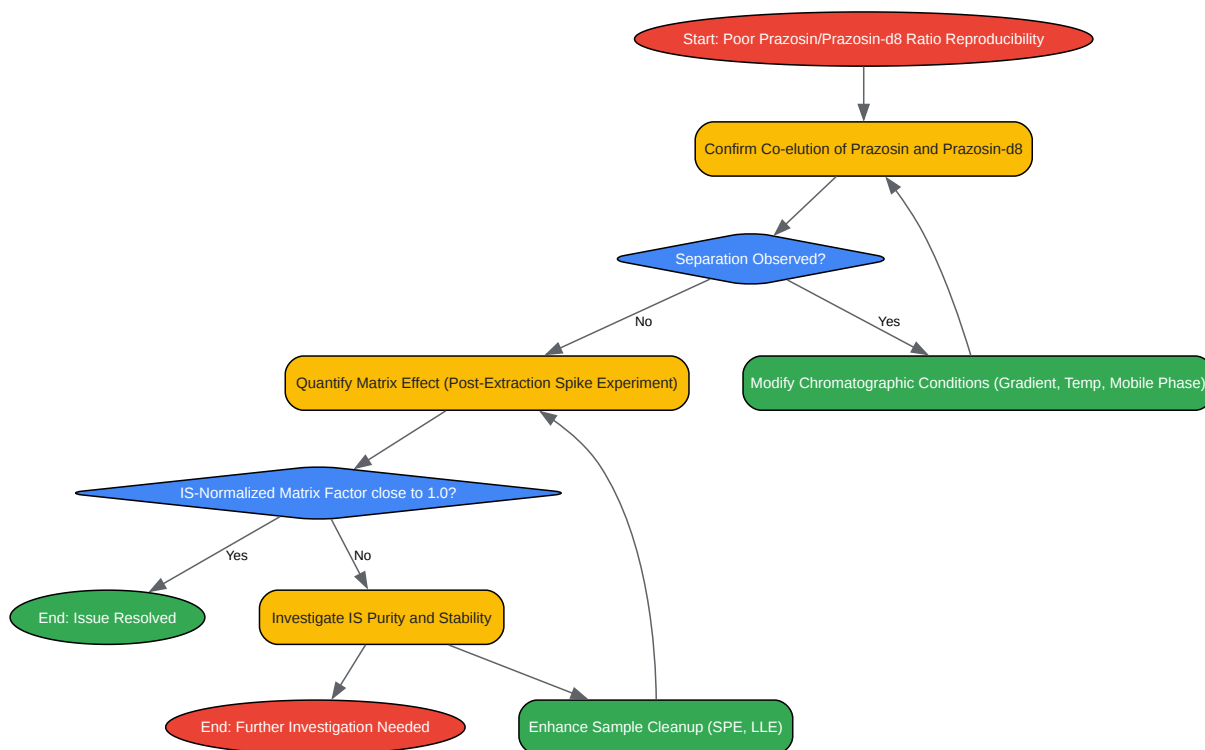 Start: Poor Prazosin/Prazosin-d8 Ratio Reproducibility
Confirm Co-elution of Prazosin and Prazosin-d8
Separation Observed?
No
Yes
Quantify Matrix Effect (Post-Extraction Spike Experiment)
Modify Chromatographic Conditions (Gradient, Temp, Mobile Phase)
IS-Normalized Matrix Factor close to 1.0?
Yes
No
End: Issue Resolved
Investigate IS Purity and Stability
End: Further Investigation Needed
Enhance Sample Cleanup (SPE, LLE)